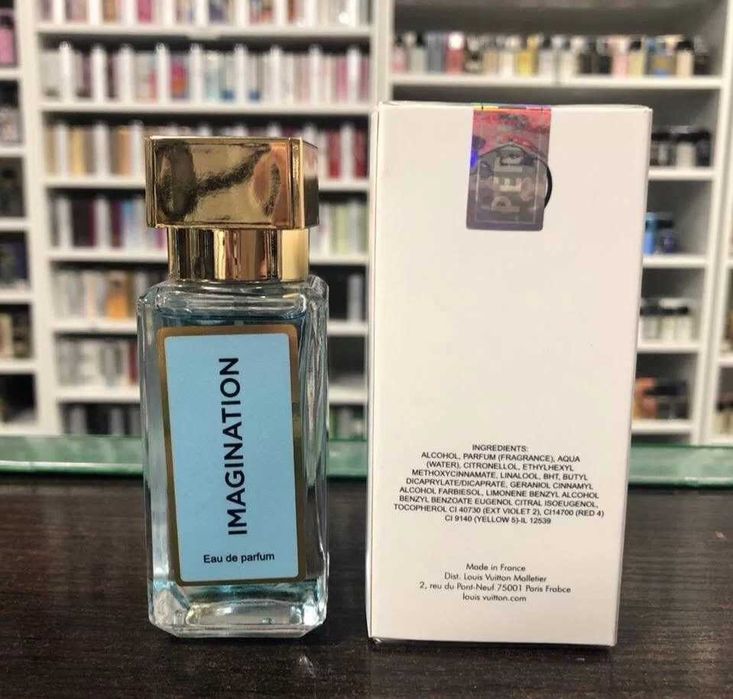 IMAGINATION
Eau de parfum
INGREDIENTS:
ALCOHOL, PARFUM (FRAGRANCE), AQUA
(WATER), CITRONELLOL, ETHYLHEXYL
METHOXYCINNAMATE, LINALOOL, BHT, BUTYL
DICAPRYLATE/DICAPRATE, GERANIOL CINNAMYL
ALCOHOL FARBIESOL, LIMONENE BENZYL ALCOHOL
BENZYL BENZOATE EUGENOL CITRAL ISOEUGENOL,
TOCOPHEROL CI 40730 (EXT VIOLET 2), CI14700 (RED 4)
CI 9140 (YELLOW 5)-IL 12539
Made in France
Dist. Louis Vuitton Malletier
2, reu du Pont-Neuf 75001 Paris Frabce
louis vuitton.com